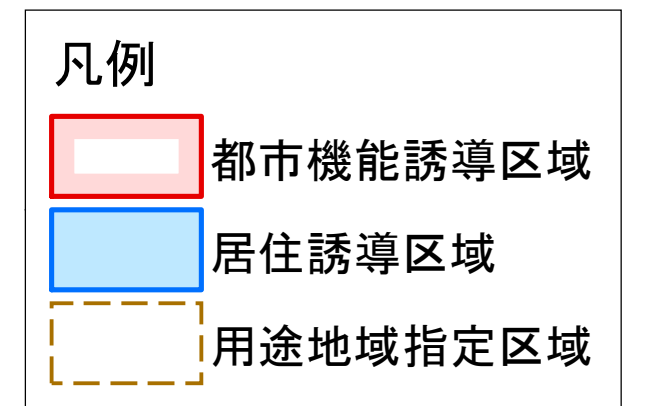 凡例
都市機能誘導区域
居住誘導区域
用途地域指定区域